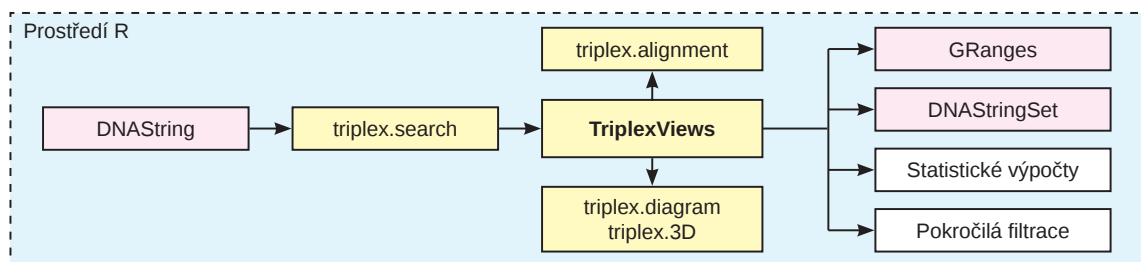 Prostředí R
triplex.alignment
GRanges
DNAString
triplex.search
TriplexViews
DNAStringSet
Statistické výpočty
triplex.diagram
triplex.3D
Pokročilá filtrace